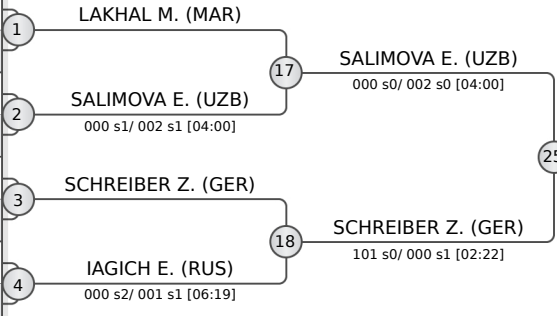 LAKHAL M. (MAR)
1
17
SALIMOVA E. (UZB)
000 s0/ 002 s0 [04:00]
SALIMOVA E. (UZB)
2
000 s1/ 002 s1 [04:00]
25
SCHREIBER Z. (GER)
3
18
SCHREIBER Z. (GER)
101 s0/ 000 s1 [02:22]
IAGICH E. (RUS)
4
000 s2/ 001 s1 [06:19]